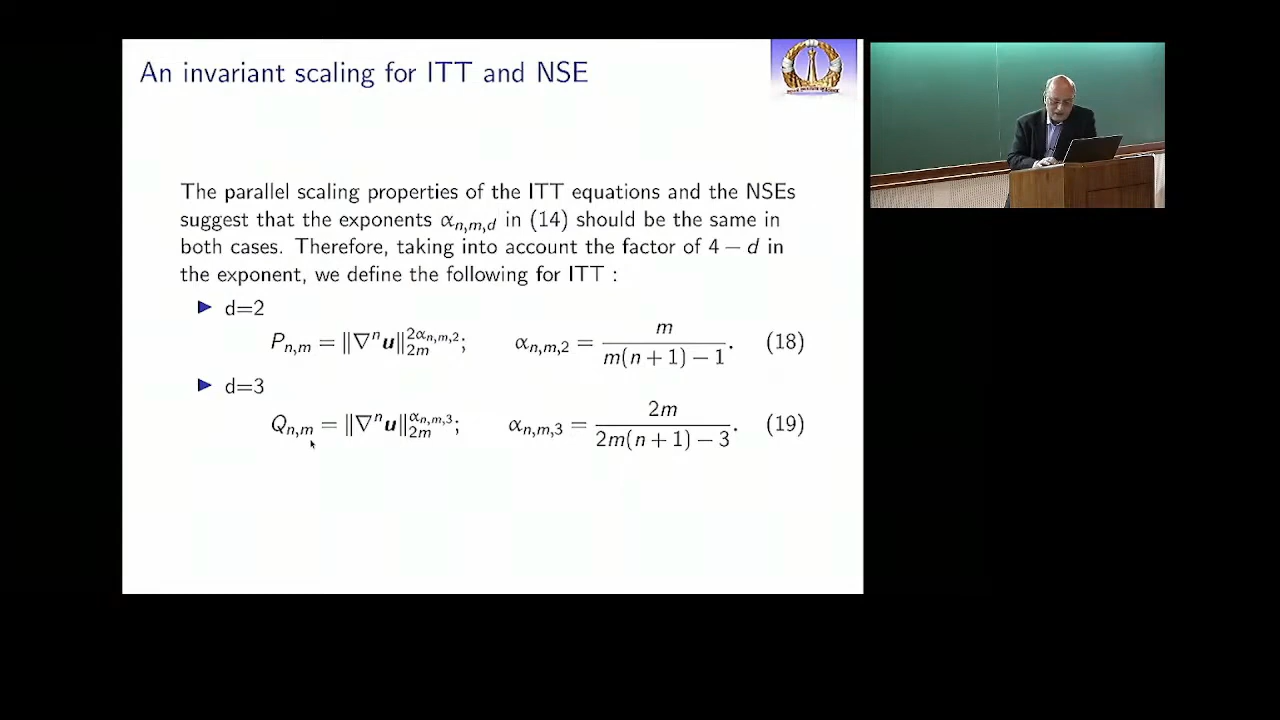 An invariant scaling for ITT and NSE
The parallel scaling properties of the ITT equations and the NSEs
suggest that the exponents α_{n,m,d} in (14) should be the same in
both cases. Therefore, taking into account the factor of 4 − d in
the exponent, we define the following for ITT :
▶ d=2
P_{n,m} = ‖∇^n u‖_{2m}^{2α_{n,m,2}}; α_{n,m,2} = m / (m(n + 1) − 1). (18)
▶ d=3
Q_{n,m} = ‖∇^n u‖_{2m}^{α_{n,m,3}}; α_{n,m,3} = 2m / (2m(n + 1) − 3). (19)